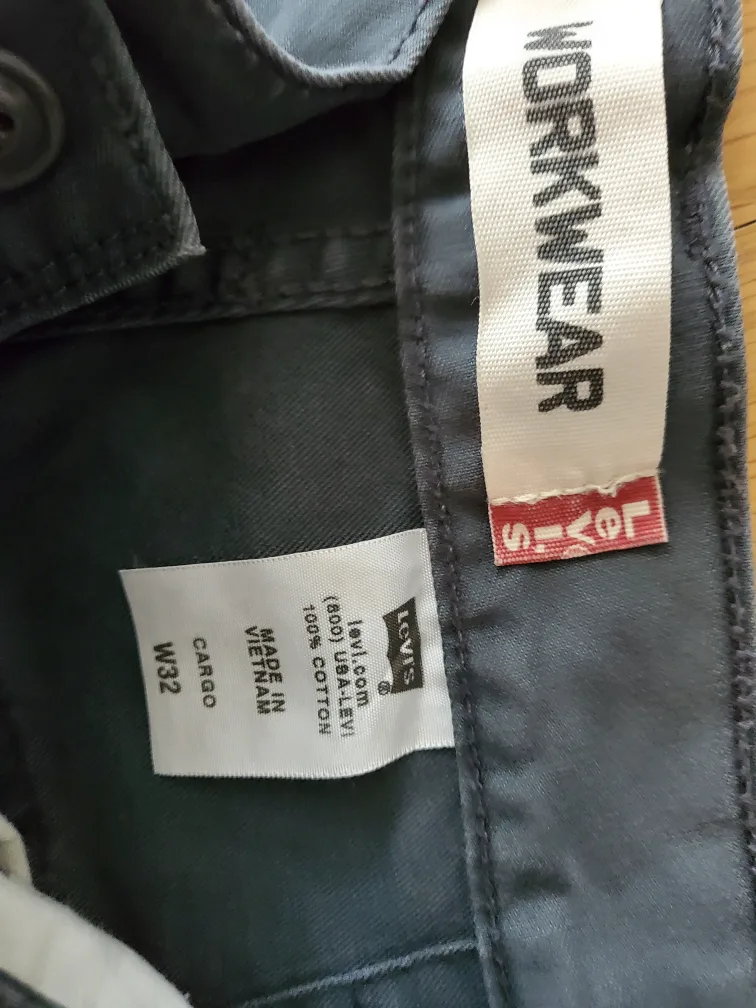 WORKWEAR
Levi's
LEVI'S®
levi.com
(800) USA-LEVI
100% COTTON
MADE IN
VIETNAM
CARGO
W32